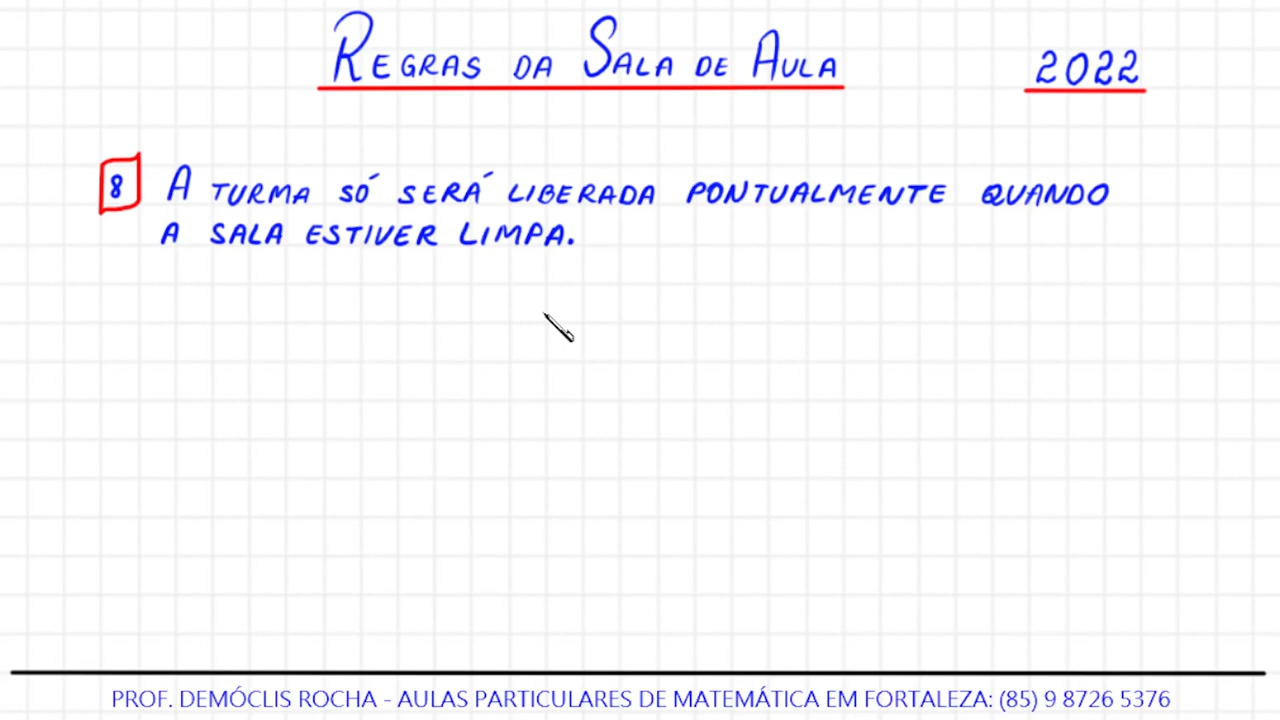 REGRAS DA SALA DE AULA 2022
8 A TURMA SÓ SERÁ LIBERADA PONTUALMENTE QUANDO
A SALA ESTIVER LIMPA.
PROF. DEMÓCLIS ROCHA - AULAS PARTICULARES DE MATEMÁTICA EM FORTALEZA: (85) 9 8726 5376